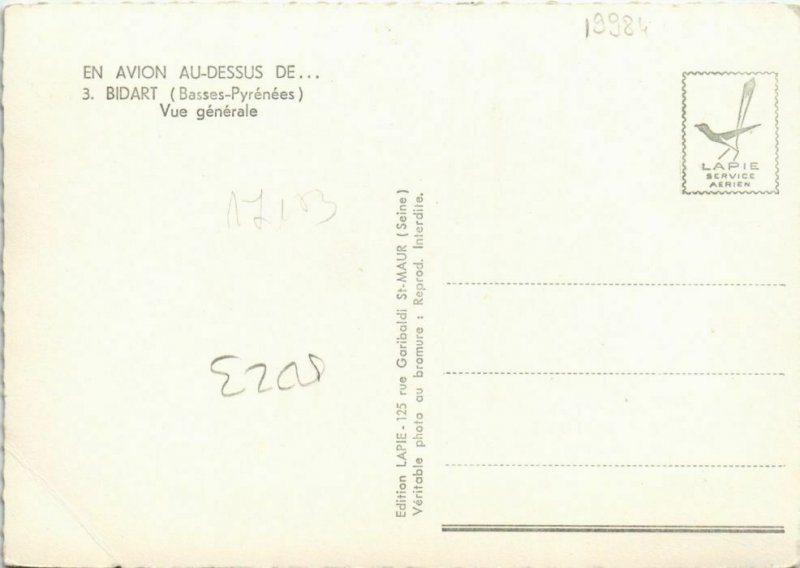 19984
EN AVION AU-DESSUS DE...
3. BIDART (Basses-Pyrénées)
Vue générale
LAPIE
SERVICE
AERIEN
Edition LAPIE - 125 rue Garibaldi St-MAUR (Seine)
Véritable photo au bromure : Reprod. Interdite.